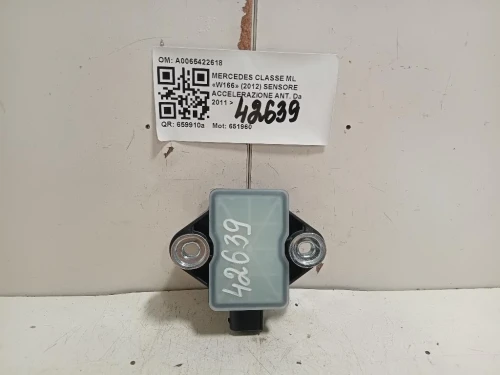 OM: A0065422618
MERCEDES CLASSE ML
«W166» (2012) SENSORE
ACCELERAZIONE ANT. Da
2011 >
42639
QR: 659910a Mot: 651960
42639